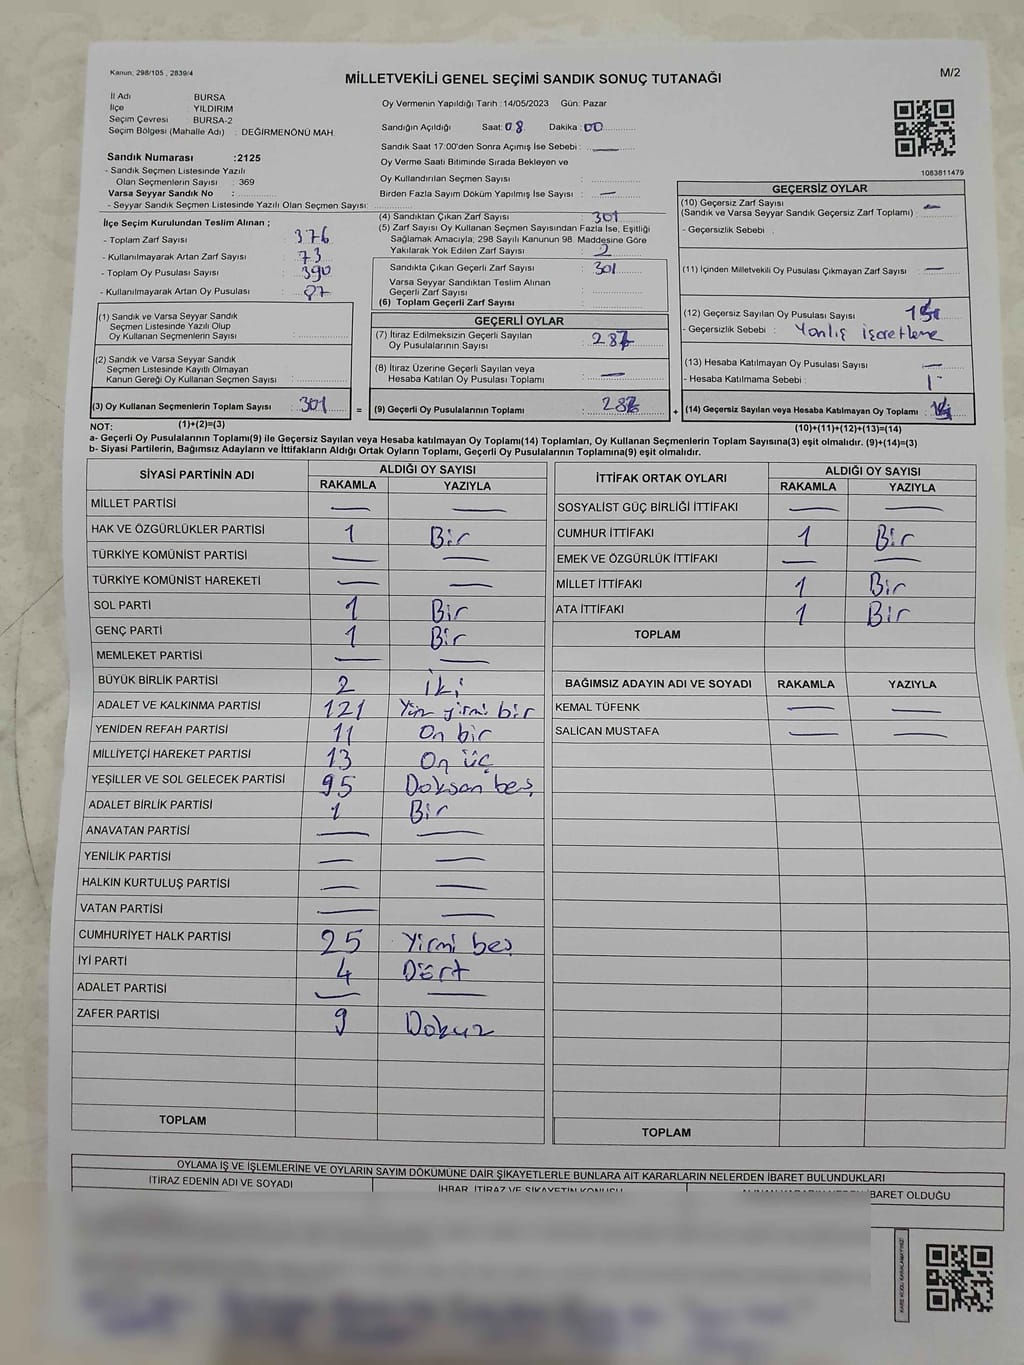 Kanun, 298/105 , 2839/4
MİLLETVEKİLİ GENEL SEÇİMİ SANDIK SONUÇ TUTANAĞI
M/2
İl Adı : BURSA
İlçe : YILDIRIM
Seçim Çevresi : BURSA-2
Seçim Bölgesi (Mahalle Adı) : DEĞİRMENÖNÜ MAH.
Sandık Numarası :2125
- Sandık Seçmen Listesinde Yazılı
Olan Seçmenlerin Sayısı : 369
Varsa Seyyar Sandık No :
- Seyyar Sandık Seçmen Listesinde Yazılı Olan Seçmen Sayısı:
Oy Vermenin Yapıldığı Tarih : 14/05/2023 Gün: Pazar
Sandığın Açıldığı Saat: 08 Dakika : 00
Sandık Saat 17:00'den Sonra Açımış İse Sebebi : —
Oy Verme Saati Bitiminde Sırada Bekleyen ve
Oy Kullandırılan Seçmen Sayısı :
Birden Fazla Sayım Döküm Yapılmış İse Sayısı : —
1083811479
İlçe Seçim Kurulundan Teslim Alınan ;
- Toplam Zarf Sayısı : 376
- Kullanılmayarak Artan Zarf Sayısı : 73
- Toplam Oy Pusulası Sayısı : 390
- Kullanılmayarak Artan Oy Pusulası : 87
(4) Sandıktan Çıkan Zarf Sayısı : 301
(5) Zarf Sayısı Oy Kullanan Seçmen Sayısından Fazla İse, Eşitliği
Sağlamak Amacıyla; 298 Sayılı Kanunun 98. Maddesine Göre
Yakılarak Yok Edilen Zarf Sayısı : 2
Sandıkta Çıkan Geçerli Zarf Sayısı : 301
Varsa Seyyar Sandıktan Teslim Alınan
Geçerli Zarf Sayısı :
(6) Toplam Geçerli Zarf Sayısı :
GEÇERSİZ OYLAR
(10) Geçersiz Zarf Sayısı
(Sandık ve Varsa Seyyar Sandık Geçersiz Zarf Toplamı) : —
- Geçersizlik Sebebi :
(11) İçinden Milletvekili Oy Pusulası Çıkmayan Zarf Sayısı : —
(12) Geçersiz Sayılan Oy Pusulası Sayısı :
- Geçersizlik Sebebi : Yanlış işaretleme
(13) Hesaba Katılmayan Oy Pusulası Sayısı : —
- Hesaba Katılmama Sebebi :
(14) Geçersiz Sayılan veya Hesaba Katılmayan Oy Toplamı :
(10)+(11)+(12)+(13)=(14)
(1) Sandık ve Varsa Seyyar Sandık
Seçmen Listesinde Yazılı Olup
Oy Kullanan Seçmenlerin Sayısı :
(2) Sandık ve Varsa Seyyar Sandık
Seçmen Listesinde Kayıtlı Olmayan
Kanun Gereği Oy Kullanan Seçmen Sayısı :
(3) Oy Kullanan Seçmenlerin Toplam Sayısı : 301 =
(1)+(2)=(3)
GEÇERLİ OYLAR
(7) İtiraz Edilmeksizin Geçerli Sayılan
Oy Pusulalarının Sayısı :
(8) İtiraz Üzerine Geçerli Sayılan veya
Hesaba Katılan Oy Pusulası Toplamı : —
(9) Geçerli Oy Pusulalarının Toplamı : +
NOT:
a- Geçerli Oy Pusulalarının Toplamı(9) ile Geçersiz Sayılan veya Hesaba katılmayan Oy Toplamı(14) Toplamları, Oy Kullanan Seçmenlerin Toplam Sayısına(3) eşit olmalıdır. (9)+(14)=(3)
b- Siyasi Partilerin, Bağımsız Adayların ve İttifakların Aldığı Ortak Oyların Toplamı, Geçerli Oy Pusulalarının Toplamına(9) eşit olmalıdır.
SİYASİ PARTİNİN ADI ALDIĞI OY SAYISI
RAKAMLA YAZIYLA
MİLLET PARTİSİ — —
HAK VE ÖZGÜRLÜKLER PARTİSİ 1 Bir
TÜRKİYE KOMÜNİST PARTİSİ — —
TÜRKİYE KOMÜNİST HAREKETİ — —
SOL PARTİ 1 Bir
GENÇ PARTİ 1 Bir
MEMLEKET PARTİSİ — —
BÜYÜK BİRLİK PARTİSİ 2 iki
ADALET VE KALKINMA PARTİSİ 121 Yüz yirmi bir
YENİDEN REFAH PARTİSİ 11 On bir
MİLLİYETÇİ HAREKET PARTİSİ 13 On üç
YEŞİLLER VE SOL GELECEK PARTİSİ 95 Doksan beş
ADALET BİRLİK PARTİSİ 1 Bir
ANAVATAN PARTİSİ — —
YENİLİK PARTİSİ — —
HALKIN KURTULUŞ PARTİSİ — —
VATAN PARTİSİ — —
CUMHURİYET HALK PARTİSİ 25 Yirmi beş
İYİ PARTİ 4 Dört
ADALET PARTİSİ — —
ZAFER PARTİSİ 9 Dokuz
TOPLAM
İTTİFAK ORTAK OYLARI ALDIĞI OY SAYISI
RAKAMLA YAZIYLA
SOSYALİST GÜÇ BİRLİĞİ İTTİFAKI — —
CUMHUR İTTİFAKI 1 Bir
EMEK VE ÖZGÜRLÜK İTTİFAKI — —
MİLLET İTTİFAKI 1 Bir
ATA İTTİFAKI 1 Bir
TOPLAM
BAĞIMSIZ ADAYIN ADI VE SOYADI RAKAMLA YAZIYLA
KEMAL TÜFENK — —
SALİCAN MUSTAFA — —
TOPLAM
OYLAMA İŞ VE İŞLEMLERİNE VE OYLARIN SAYIM DÖKÜMÜNE DAİR ŞİKAYETLERLE BUNLARA AİT KARARLARIN NELERDEN İBARET BULUNDUKLARI
İTİRAZ EDENİN ADI VE SOYADI
İHBAR, İTİRAZ VE ŞİKAYETİN KONUSU
İBARET OLDUĞU